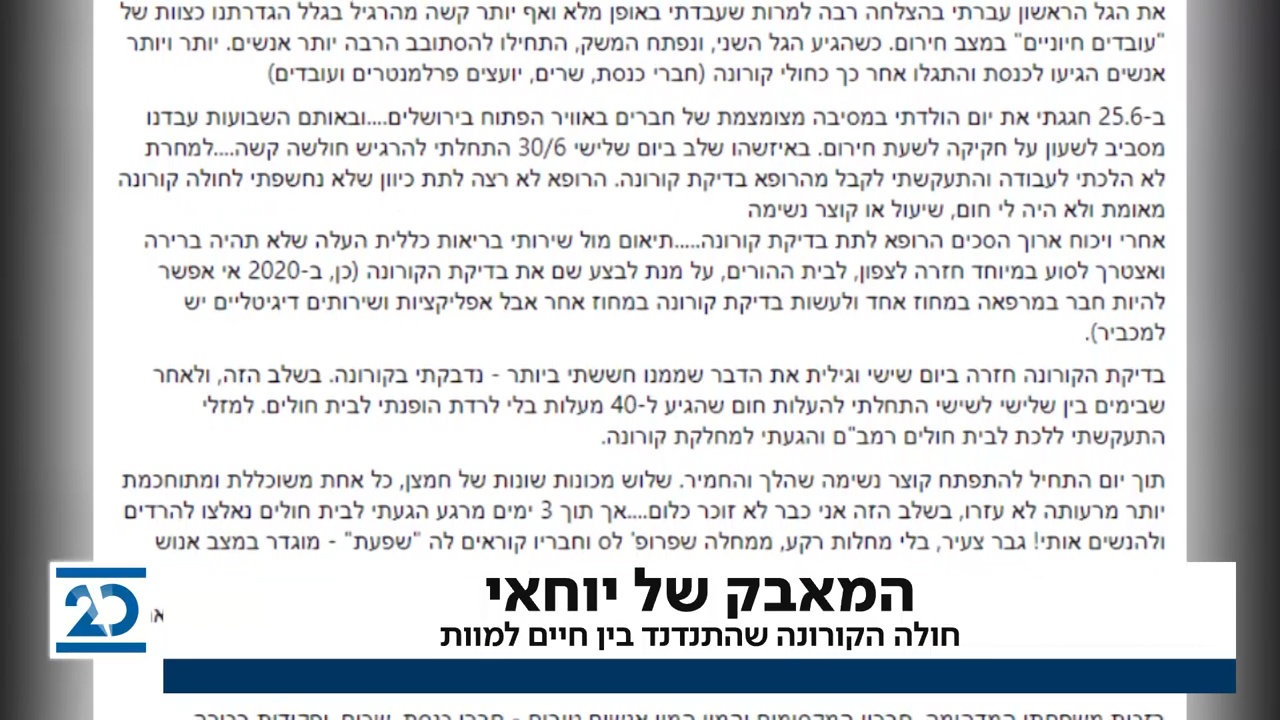 את הגל הראשון עברתי בהצלחה רבה למרות שעבדתי באופן מלא ואף יותר קשה מהרגיל בגלל הגדרתנו כצוות של
"עובדים חיוניים" במצב חירום. כשהגיע הגל השני, ונפתח המשק, התחילו להסתובב הרבה יותר אנשים. יותר ויותר
אנשים הגיעו לכנסת והתגלו אחר כך כחולי קורונה (חברי כנסת, שרים, יועצים פרלמנטרים ועובדים)
ב-25.6 חגגתי את יום הולדתי במסיבה מצומצמת של חברים באוויר הפתוח בירושלים....ובאותם השבועות עבדנו
מסביב לשעון על חקיקה לשעת חירום. באיזשהו שלב ביום שלישי 30/6 התחלתי להרגיש חולשה קשה....למחרת
לא הלכתי לעבודה והתעקשתי לקבל מהרופא בדיקת קורונה. הרופא לא רצה לתת כיוון שלא נחשפתי לחולה קורונה
מאומת ולא היה לי חום, שיעול או קוצר נשימה
אחרי ויכוח ארוך הסכים הרופא לתת בדיקת קורונה.....תיאום מול שירותי בריאות כללית העלה שלא תהיה ברירה
ואצטרך לסוע במיוחד חזרה לצפון, לבית ההורים, על מנת לבצע שם את בדיקת הקורונה (כן, ב-2020 אי אפשר
להיות חבר במרפאה במחוז אחד ולעשות בדיקת קורונה במחוז אחר אבל אפליקציות ושירותים דיגיטליים יש
למכביר).
בדיקת הקורונה חזרה ביום שישי וגילית את הדבר שממנו חששתי ביותר - נדבקתי בקורונה. בשלב הזה, ולאחר
שבימים בין שלישי לשישי התחלתי להעלות חום שהגיע ל-40 מעלות בלי לרדת הופנתי לבית חולים. למזלי
התעקשתי ללכת לבית חולים רמב"ם והגעתי למחלקת קורונה.
תוך יום התחיל להתפתח קוצר נשימה שהלך והחמיר. שלוש מכונות שונות של חמצן, כל אחת משוכללת ומתוחכמת
יותר מרעותה לא עזרו, בשלב הזה אני כבר לא זוכר כלום....אך תוך 3 ימים מרגע הגעתי לבית חולים נאלצו להרדים
ולהנשים אותי! גבר צעיר, בלי מחלות רקע, ממחלה שפרופ' לס וחבריו קוראים לה "שפעת" - מוגדר במצב אנוש
המאבק של יוחאי
חולה הקורונה שהתנדנד בין חיים למוות
20